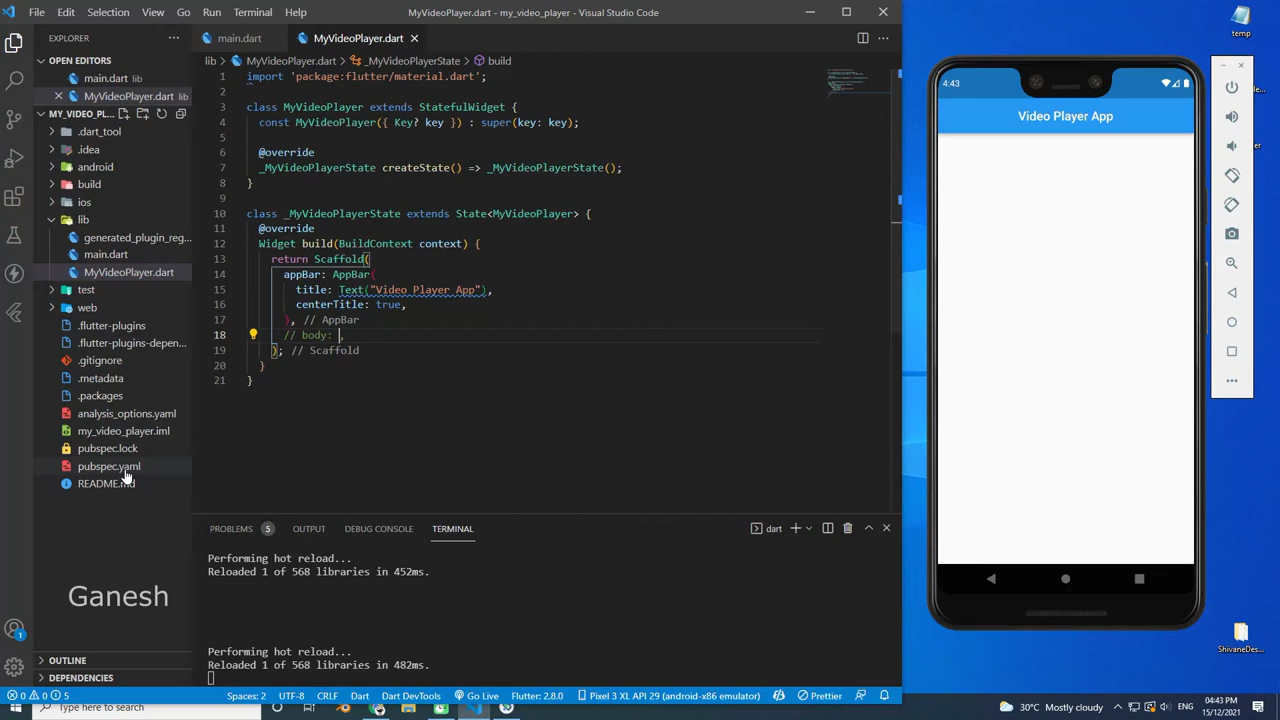 File Edit Selection View Go Run Terminal Help MyVideoPlayer.dart - my_video_player - Visual Studio Code
EXPLORER
OPEN EDITORS
main.dart lib
MyVideoPlayer.dart lib
MY_VIDEO_PL...
.dart_tool
.idea
android
build
ios
lib
generated_plugin_reg...
main.dart
MyVideoPlayer.dart
test
web
.flutter-plugins
.flutter-plugins-depen...
.gitignore
.metadata
.packages
analysis_options.yaml
my_video_player.iml
pubspec.lock
pubspec.yaml
README.md
Ganesh
OUTLINE
DEPENDENCIES
main.dart MyVideoPlayer.dart
lib > MyVideoPlayer.dart > _MyVideoPlayerState > build
1 import 'package:flutter/material.dart';
2
3 class MyVideoPlayer extends StatefulWidget {
4 const MyVideoPlayer({ Key? key }) : super(key: key);
5
6 @override
7 _MyVideoPlayerState createState() => _MyVideoPlayerState();
8 }
9
10 class _MyVideoPlayerState extends State<MyVideoPlayer> {
11 @override
12 Widget build(BuildContext context) {
13 return Scaffold(
14 appBar: AppBar(
15 title: Text("Video Player App"),
16 centerTitle: true,
17 ), // AppBar
18 // body: ,
19 ); // Scaffold
20 }
21 }
PROBLEMS 5 OUTPUT DEBUG CONSOLE TERMINAL dart
Performing hot reload...
Reloaded 1 of 568 libraries in 452ms.
Performing hot reload...
Reloaded 1 of 568 libraries in 482ms.
0 0 5 Spaces: 2 UTF-8 CRLF Dart Dart DevTools Go Live Flutter: 2.8.0 Pixel 3 XL API 29 (android-x86 emulator) Prettier
1
4:43
Video Player App
temp
ShivaneDes...
Type here to search
30°C Mostly cloudy
04:43 PM
15/12/2021